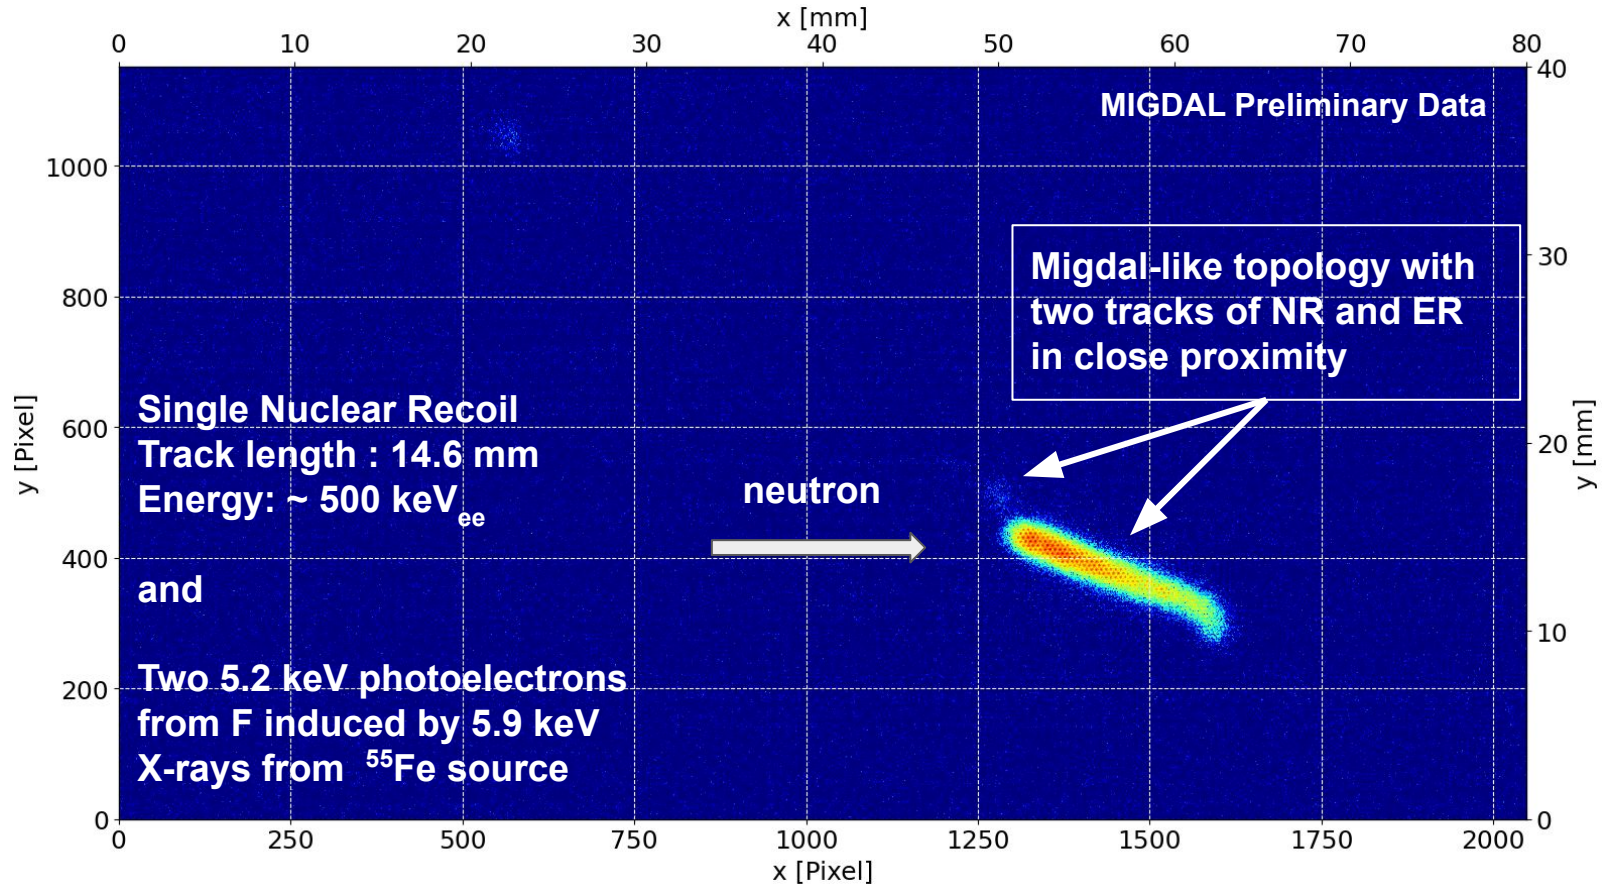 x [mm]
0 10 20 30 40 50 60 70 80
MIGDAL Preliminary Data
40
30
20
10
0
y [mm]
1000
800
600
400
200
0
y [Pixel]
Migdal-like topology with
two tracks of NR and ER
in close proximity
Single Nuclear Recoil
Track length : 14.6 mm
Energy: ~ 500 keVee
neutron
and
Two 5.2 keV photoelectrons
from F induced by 5.9 keV
X-rays from 55Fe source
0 250 500 750 1000 1250 1500 1750 2000
x [Pixel]